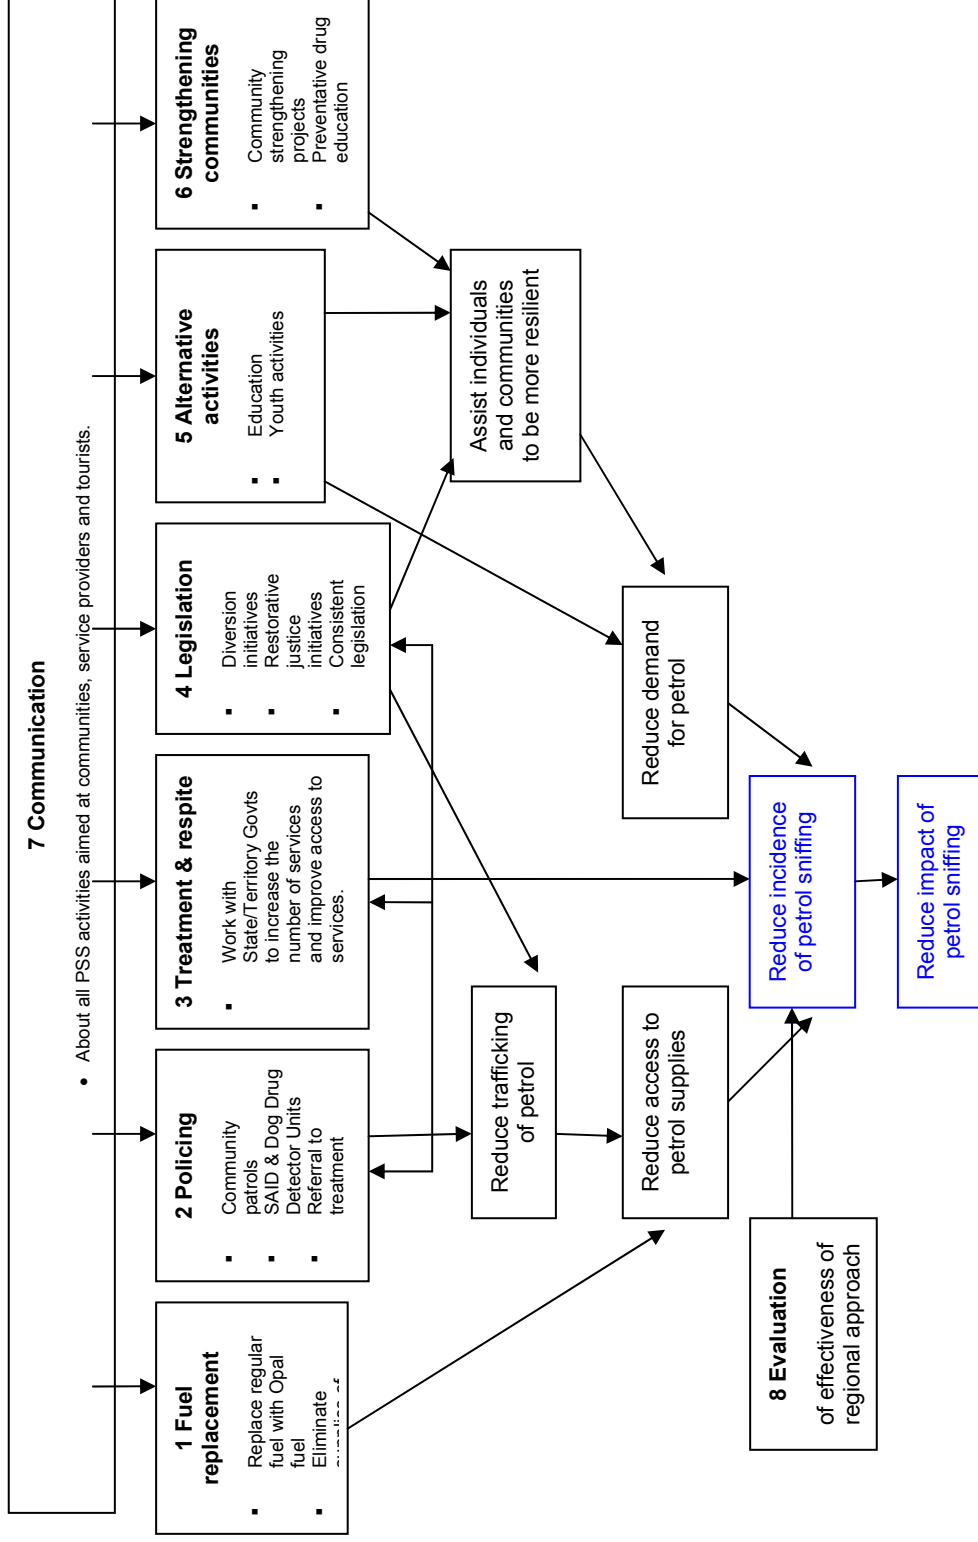 7 Communication
• About all PSS activities aimed at communities, service providers and tourists.
1 Fuel
replacement
▪ Replace regular
fuel with Opal
fuel
▪ Eliminate
2 Policing
▪ Community
patrols
▪ SAID & Dog Drug
Detector Units
▪ Referral to
treatment
3 Treatment & respite
▪ Work with
State/Territory Govts
to increase the
number of services
and improve access to
services.
4 Legislation
▪ Diversion
initiatives
▪ Restorative
justice
initiatives
▪ Consistent
legislation
5 Alternative
activities
▪ Education
▪ Youth activities
6 Strengthening
communities
▪ Community
strengthening
projects
▪ Preventative drug
education
Assist individuals
and communities
to be more resilient
Reduce trafficking
of petrol
Reduce access to
petrol supplies
Reduce demand
for petrol
8 Evaluation
of effectiveness of
regional approach
Reduce incidence
of petrol sniffing
Reduce impact of
petrol sniffing